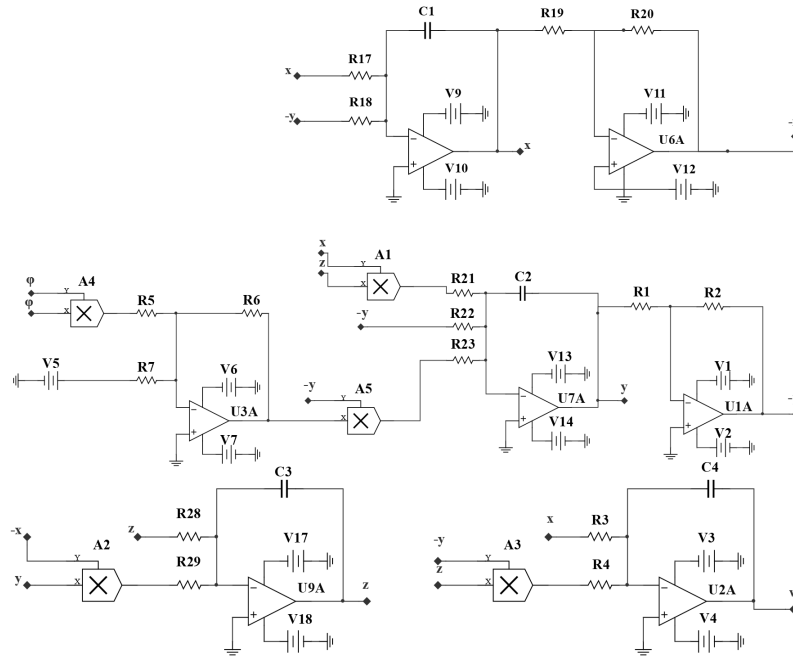 C1
R19
R20
R17
x
V9
V11
R18
-y
U6A
x
V10
V12
x
A1
z
Y
X
R21
C2
φ
A4
φ
Y
X
R5
R6
R22
-y
R1
R2
R23
V5
R7
V6
V13
V1
-y
A5
U3A
Y
X
U7A
y
U1A
V7
V14
V2
C3
C4
-x
A2
z
R28
-y
A3
x
R3
Y
V17
Y
V3
y
X
R29
U9A
z
z
X
R4
U2A
V18
V4